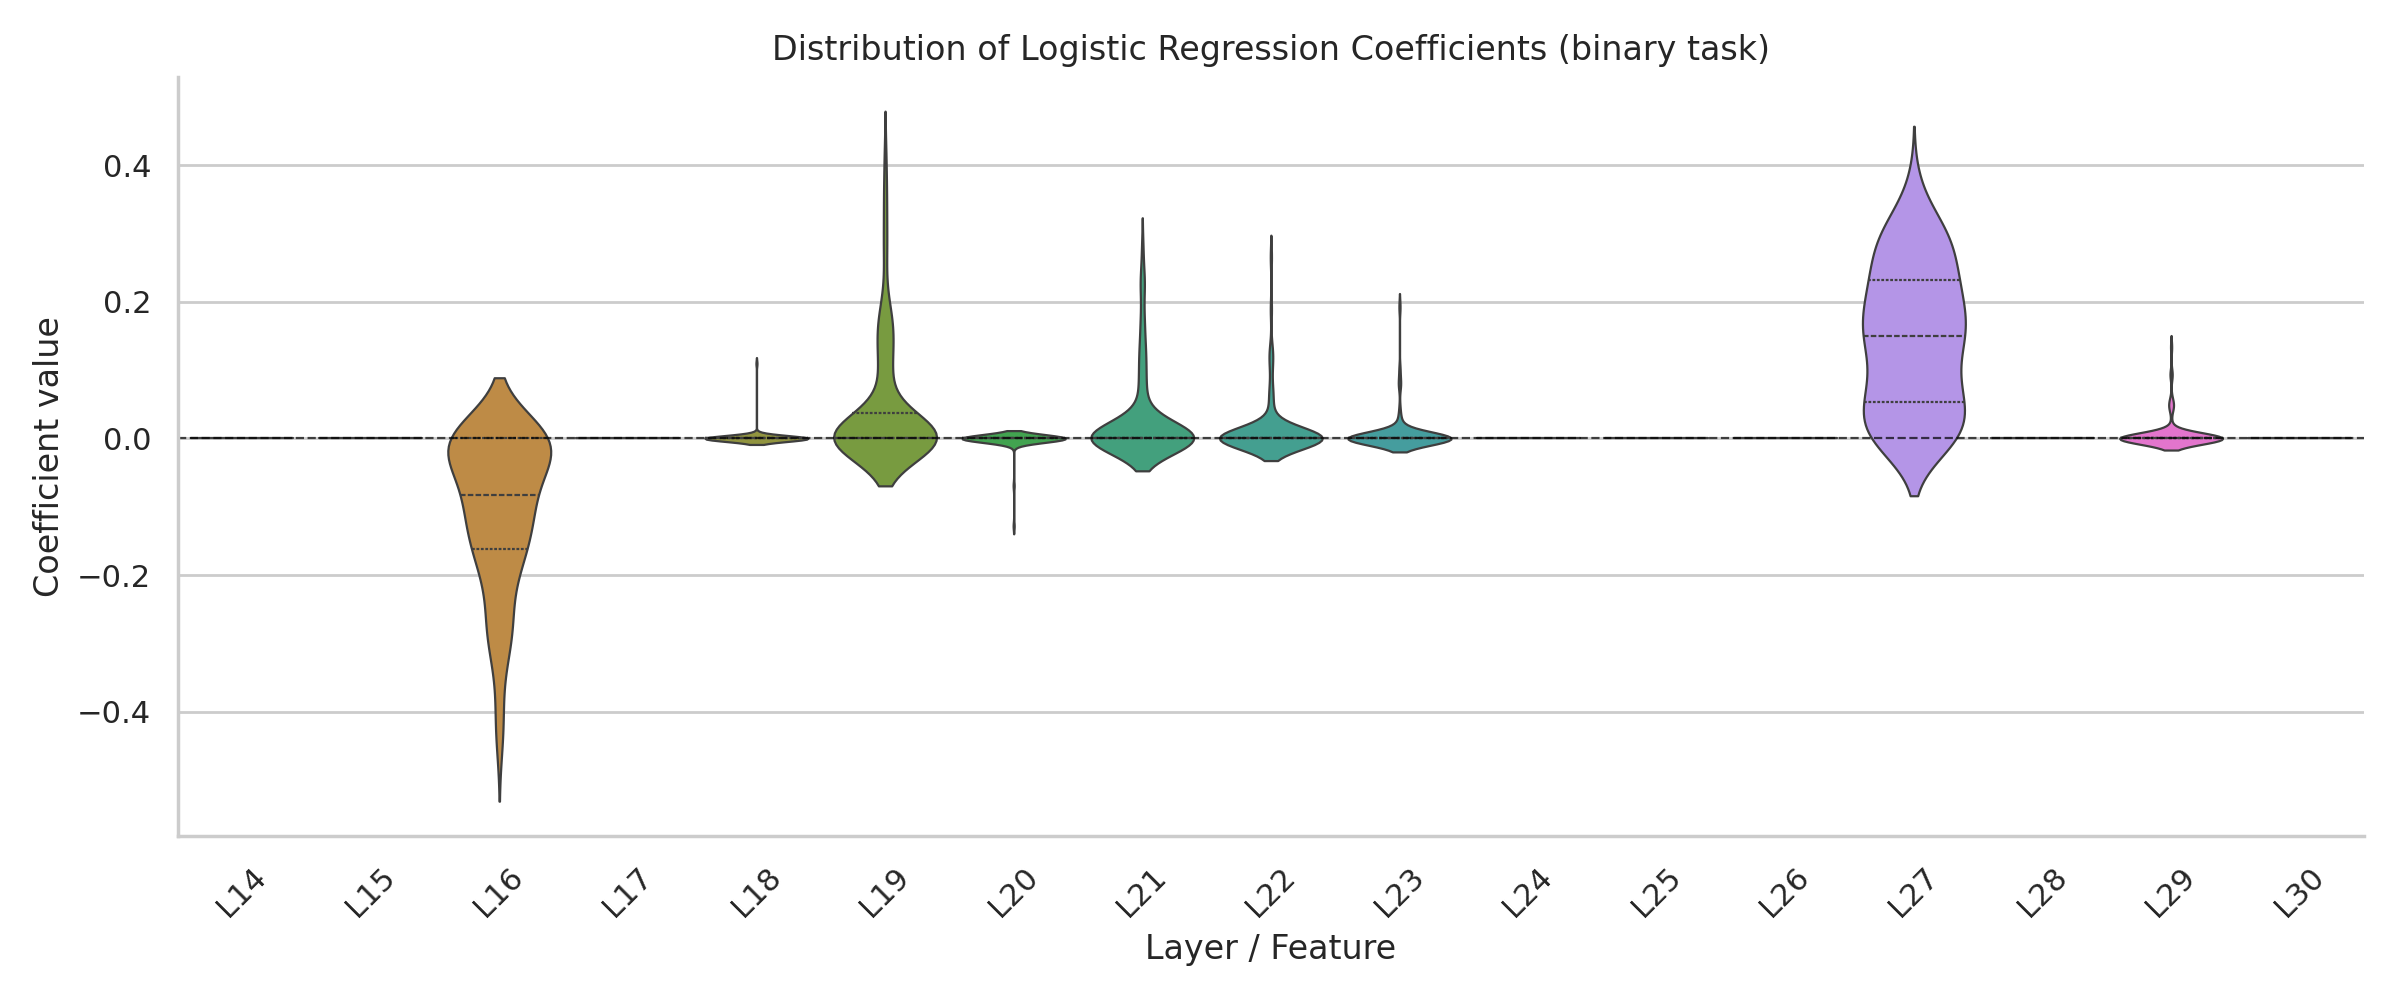 Distribution of Logistic Regression Coefficients (binary task)
Coefficient value
0.4
0.2
0.0
−0.2
−0.4
L14 L15 L16 L17 L18 L19 L20 L21 L22 L23 L24 L25 L26 L27 L28 L29 L30
Layer / Feature